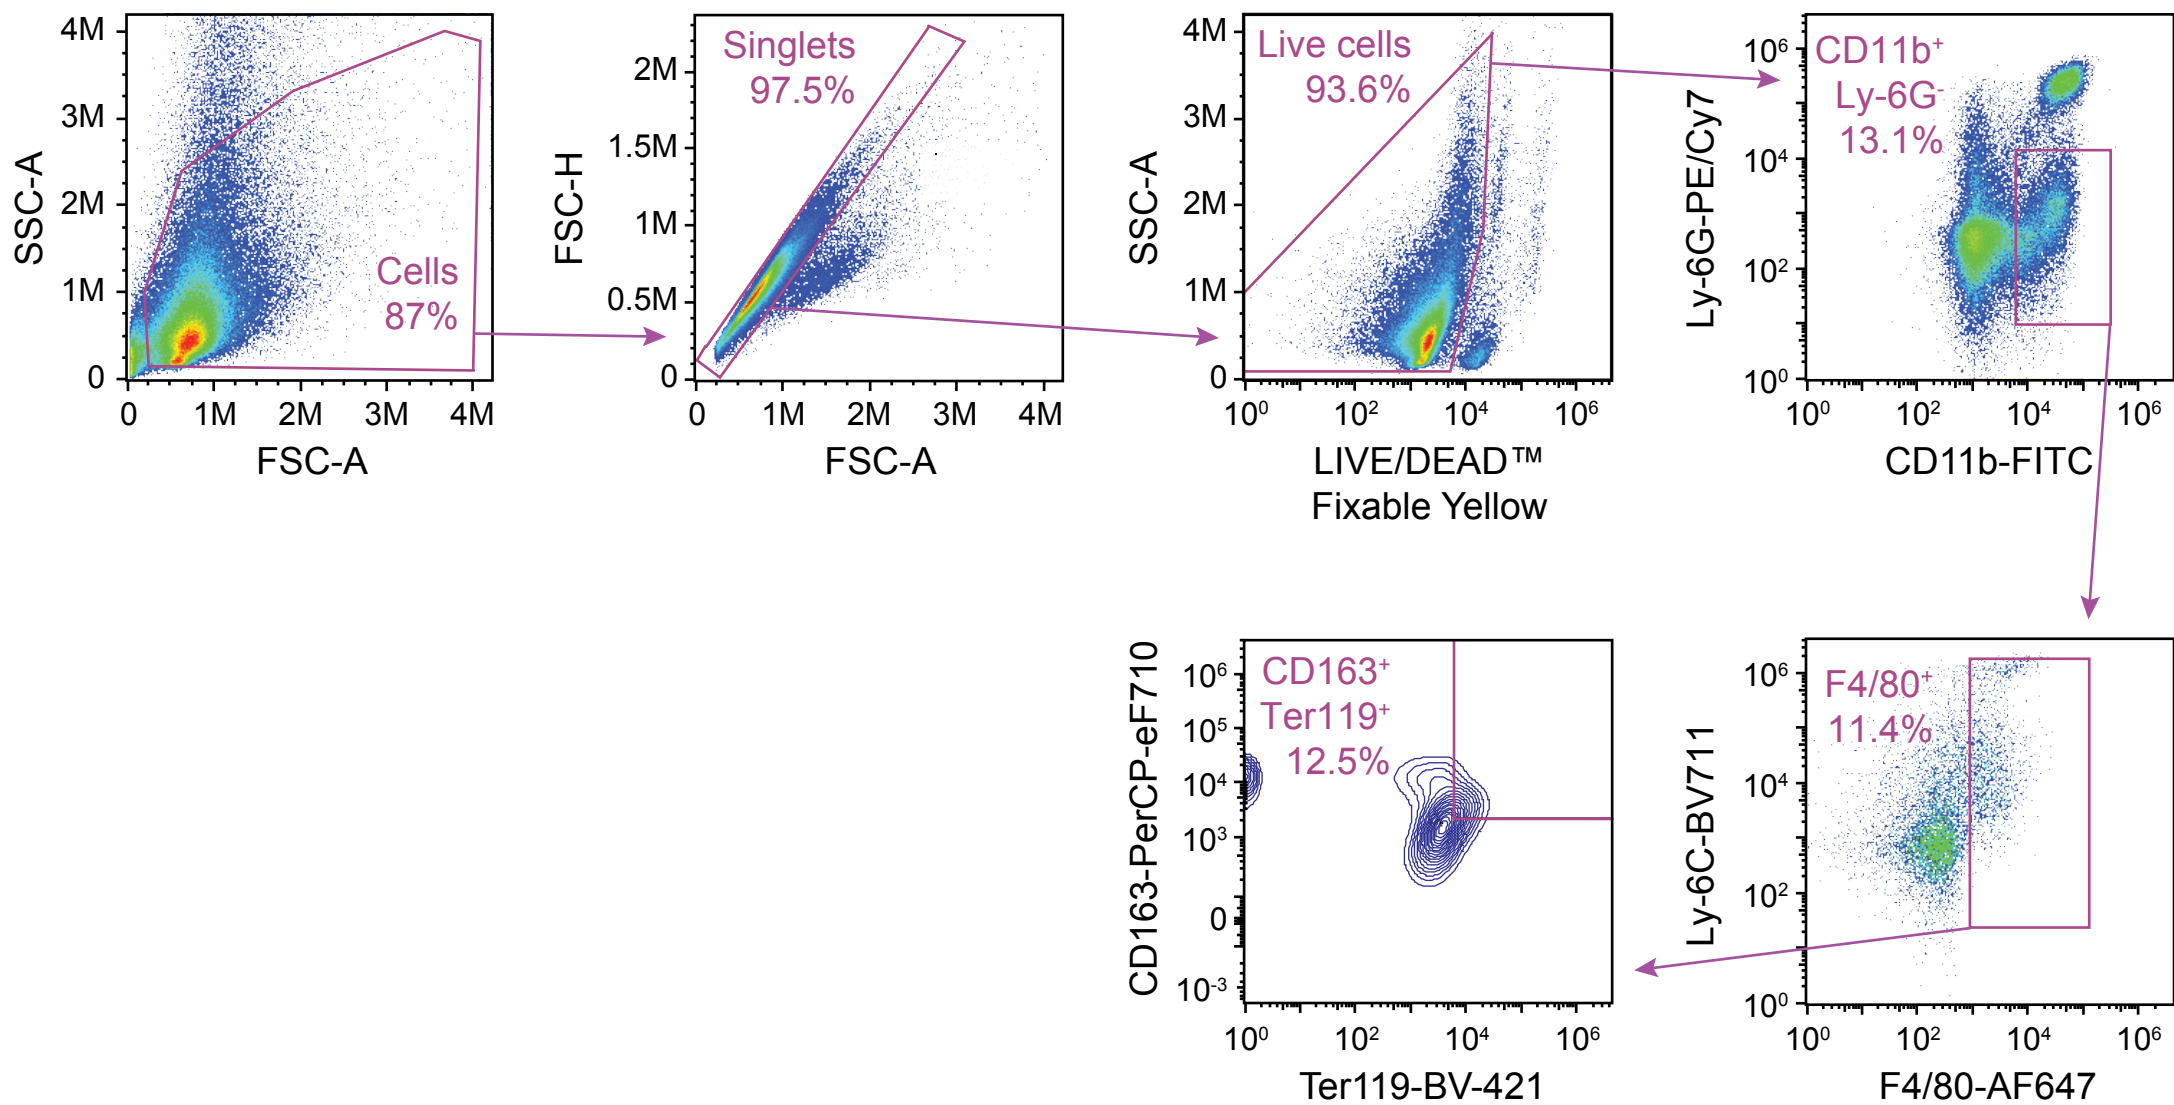 4M
3M
2M
1M
0
SSC-A
Cells
87%
0 1M 2M 3M 4M
FSC-A
2M
1.5M
1M
0.5M
0
FSC-H
Singlets
97.5%
0 1M 2M 3M 4M
FSC-A
4M
3M
2M
1M
0
SSC-A
Live cells
93.6%
10⁰ 10² 10⁴ 10⁶
LIVE/DEAD™
Fixable Yellow
10⁶
10⁴
10²
10⁰
Ly-6G-PE/Cy7
CD11b⁺
Ly-6G⁻
13.1%
10⁰ 10² 10⁴ 10⁶
CD11b-FITC
10⁶
10⁵
10⁴
10³
0
10⁻³
CD163-PerCP-eF710
CD163⁺
Ter119⁺
12.5%
10⁰ 10² 10⁴ 10⁶
Ter119-BV-421
10⁶
10⁴
10²
10⁰
Ly-6C-BV711
F4/80⁺
11.4%
10⁰ 10² 10⁴ 10⁶
F4/80-AF647